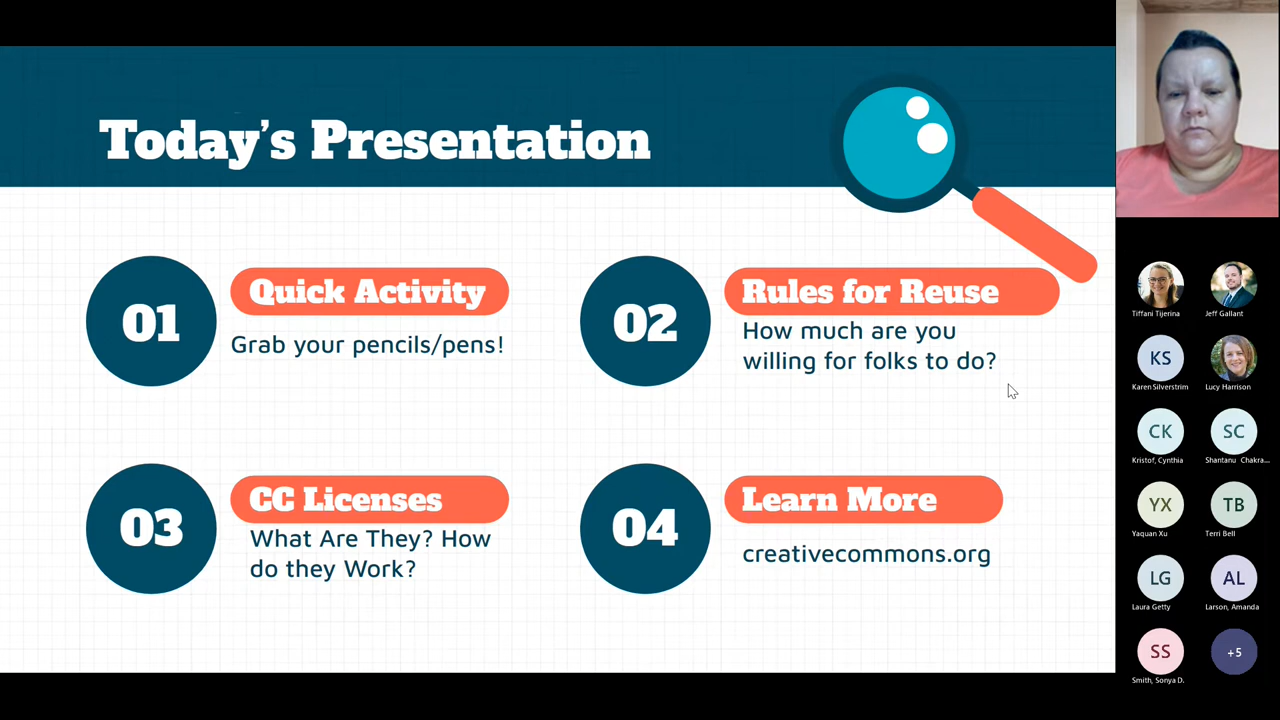 Today's Presentation
01
Quick Activity
Grab your pencils/pens!
02
Rules for Reuse
How much are you
willing for folks to do?
03
CC Licenses
What Are They? How
do they Work?
04
Learn More
creativecommons.org
Tiffani Tijerina
Jeff Gallant
KS
Karen Silverstrim
Lucy Harrison
CK
Kristof, Cynthia
SC
Shantanu Chakra...
YX
Yaquan Xu
TB
Terri Bell
LG
Laura Getty
AL
Larson, Amanda
SS
Smith, Sonya D.
+5